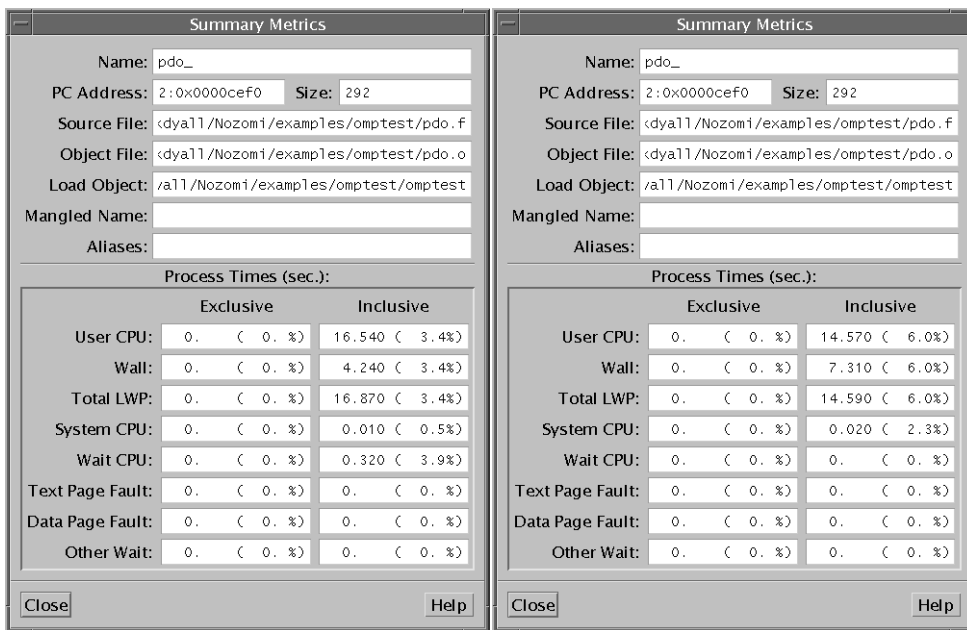 Summary Metrics
Name: pdo_
PC Address: 2:0x0000cef0 Size: 292
Source File: kdyall/Nozomi/examples/omptest/pdo.f
Object File: kdyall/Nozomi/examples/omptest/pdo.o
Load Object: yall/Nozomi/examples/omptest/omptest
Mangled Name:
Aliases:
Process Times (sec.):
Exclusive Inclusive
User CPU: 0. ( 0. %) 16.540 ( 3.4%)
Wall: 0. ( 0. %) 4.240 ( 3.4%)
Total LWP: 0. ( 0. %) 16.870 ( 3.4%)
System CPU: 0. ( 0. %) 0.010 ( 0.5%)
Wait CPU: 0. ( 0. %) 0.320 ( 3.9%)
Text Page Fault: 0. ( 0. %) 0. ( 0. %)
Data Page Fault: 0. ( 0. %) 0. ( 0. %)
Other Wait: 0. ( 0. %) 0. ( 0. %)
Close Help
Summary Metrics
Name: pdo_
PC Address: 2:0x0000cef0 Size: 292
Source File: kdyall/Nozomi/examples/omptest/pdo.f
Object File: kdyall/Nozomi/examples/omptest/pdo.o
Load Object: yall/Nozomi/examples/omptest/omptest
Mangled Name:
Aliases:
Process Times (sec.):
Exclusive Inclusive
User CPU: 0. ( 0. %) 14.570 ( 6.0%)
Wall: 0. ( 0. %) 7.310 ( 6.0%)
Total LWP: 0. ( 0. %) 14.590 ( 6.0%)
System CPU: 0. ( 0. %) 0.020 ( 2.3%)
Wait CPU: 0. ( 0. %) 0. ( 0. %)
Text Page Fault: 0. ( 0. %) 0. ( 0. %)
Data Page Fault: 0. ( 0. %) 0. ( 0. %)
Other Wait: 0. ( 0. %) 0. ( 0. %)
Close Help